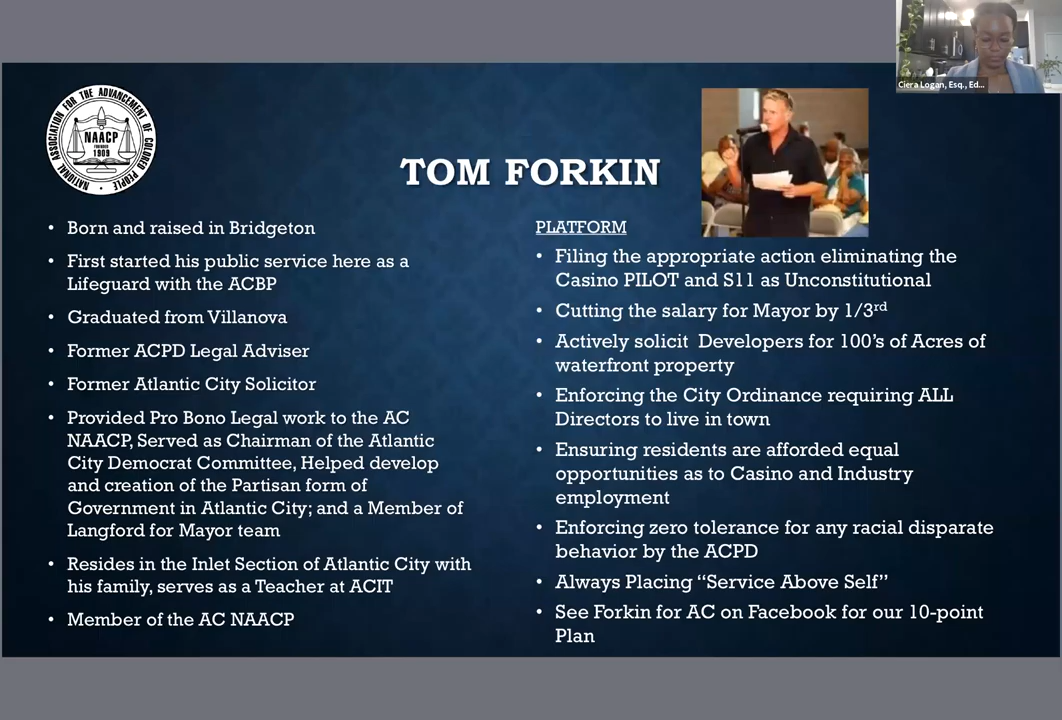 Ciera Logan, Esq., Ed...
NATIONAL ASSOCIATION FOR THE ADVANCEMENT OF COLORED PEOPLE
NAACP
FOUNDED
1909
TOM FORKIN
• Born and raised in Bridgeton
• First started his public service here as a
Lifeguard with the ACBP
• Graduated from Villanova
• Former ACPD Legal Adviser
• Former Atlantic City Solicitor
• Provided Pro Bono Legal work to the AC
NAACP, Served as Chairman of the Atlantic
City Democrat Committee, Helped develop
and creation of the Partisan form of
Government in Atlantic City; and a Member of
Langford for Mayor team
• Resides in the Inlet Section of Atlantic City with
his family, serves as a Teacher at ACIT
• Member of the AC NAACP
PLATFORM
• Filing the appropriate action eliminating the
Casino PILOT and S11 as Unconstitutional
• Cutting the salary for Mayor by 1/3rd
• Actively solicit Developers for 100's of Acres of
waterfront property
• Enforcing the City Ordinance requiring ALL
Directors to live in town
• Ensuring residents are afforded equal
opportunities as to Casino and Industry
employment
• Enforcing zero tolerance for any racial disparate
behavior by the ACPD
• Always Placing “Service Above Self”
• See Forkin for AC on Facebook for our 10-point
Plan